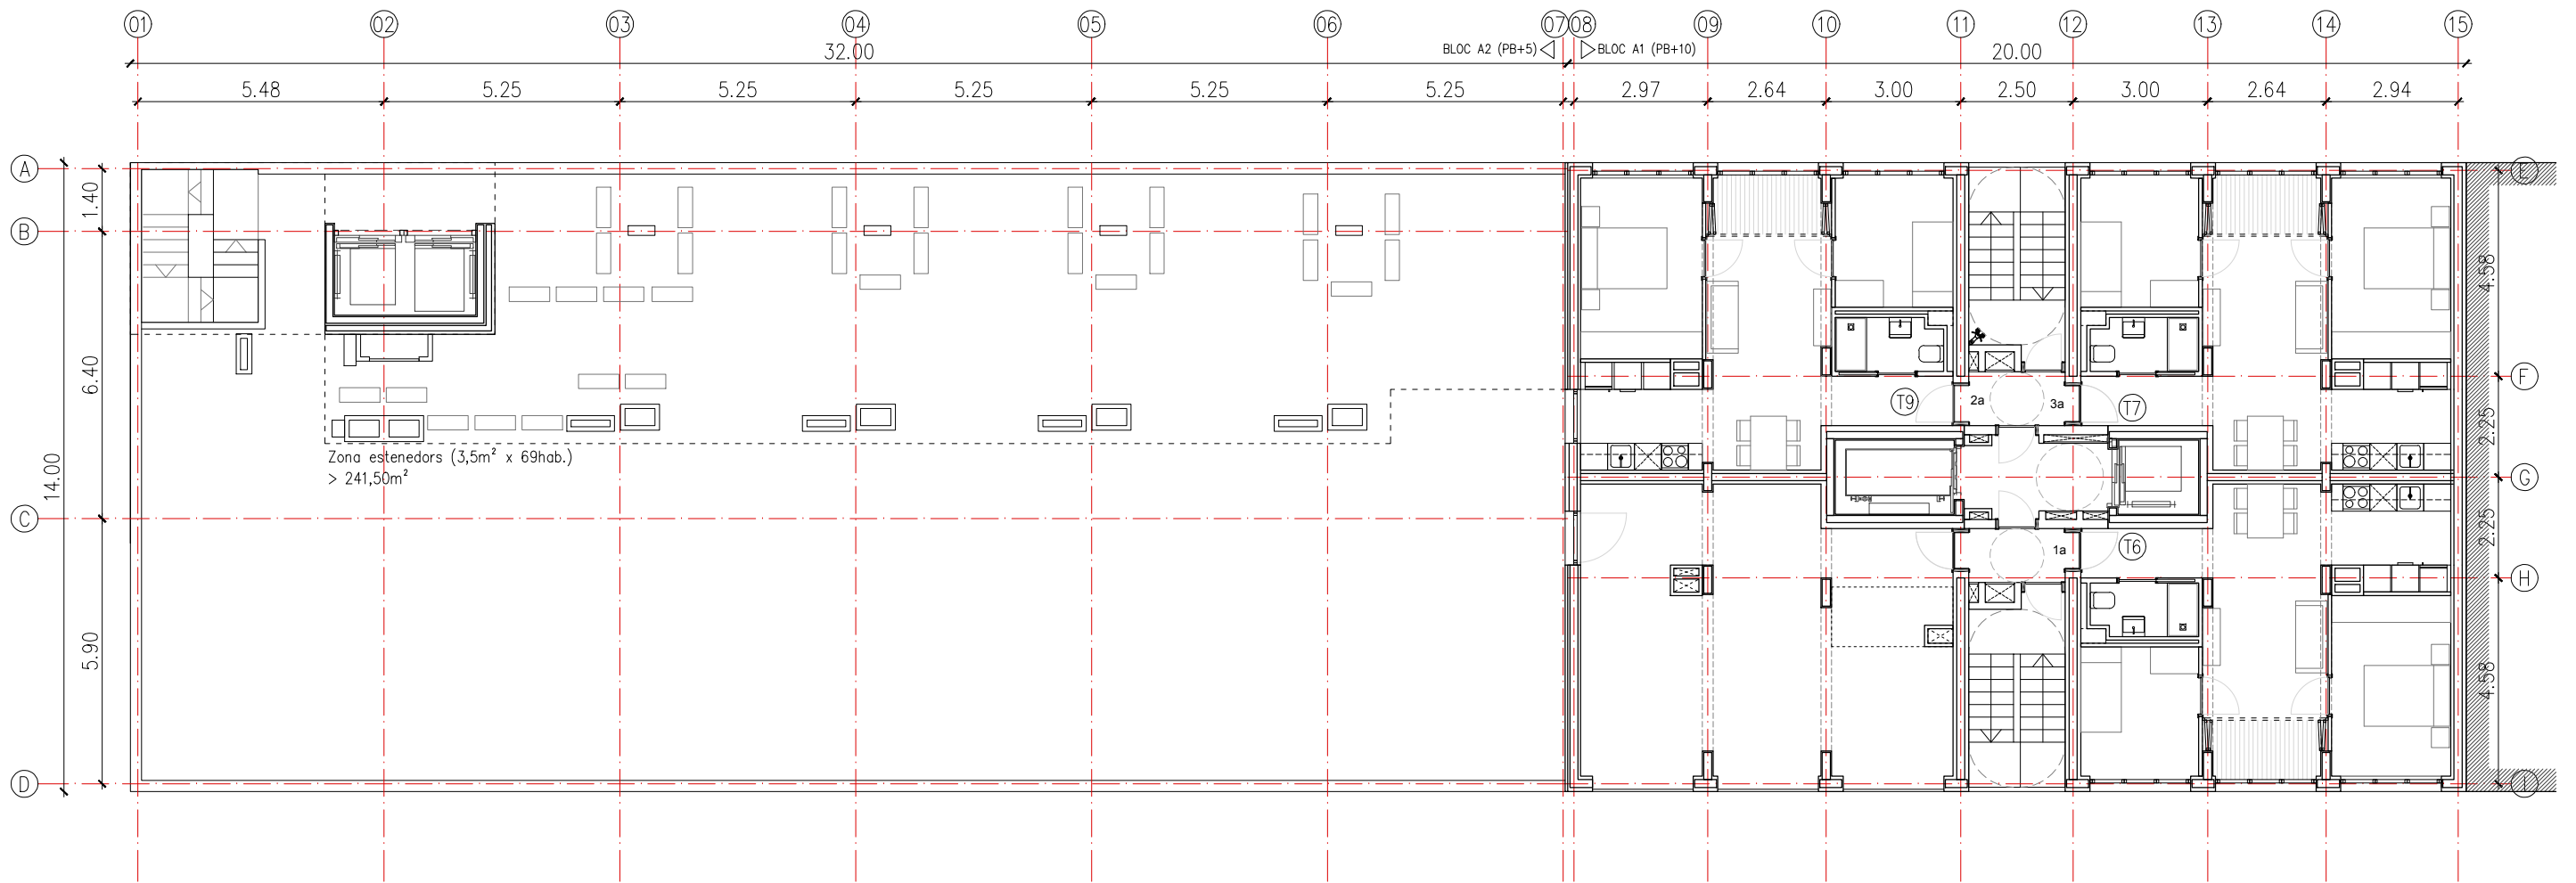 01 02 03 04 05 06 07 08 09 10 11 12 13 14 15
32.00 BLOC A2 (PB+5) BLOC A1 (PB+10) 20.00
5.48 5.25 5.25 5.25 5.25 5.25 2.97 2.64 3.00 2.50 3.00 2.64 2.94
A E
1.40
B
4.58
6.40
F
T9 2a 3a T7
2.25
Zona estenedors (3,5m² x 69hab.)
> 241,50m²
14.00
G
C
2.25
1a T6
H
5.90
4.58
D I